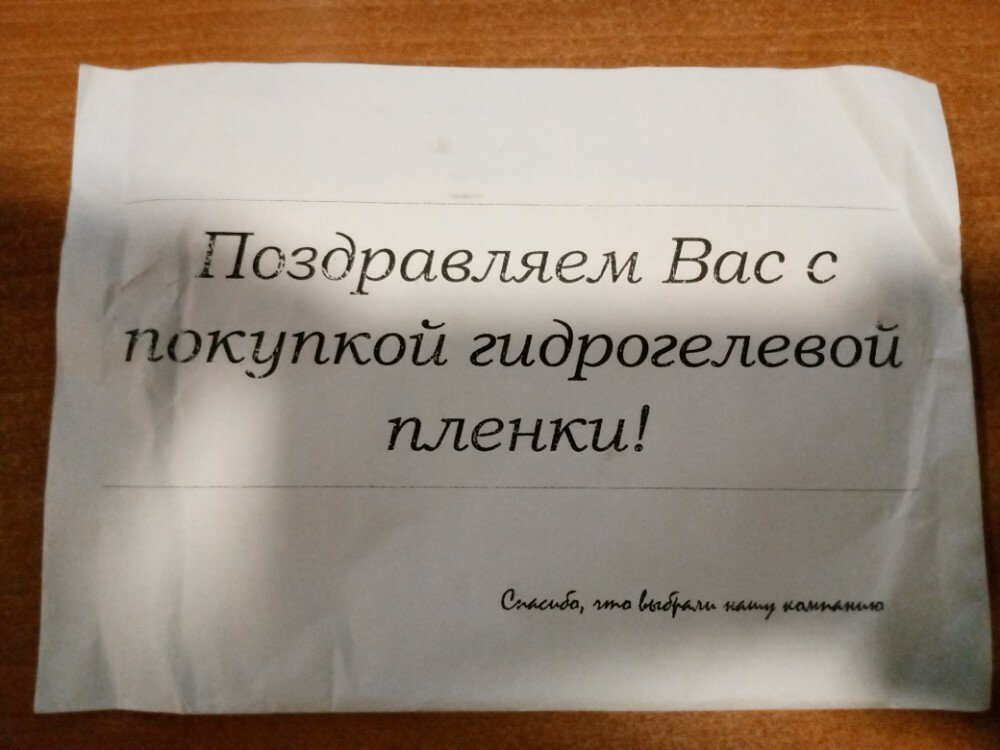 Поздравляем Вас с
покупкой гидрогелевой
пленки!
Спасибо, что выбрали нашу компанию